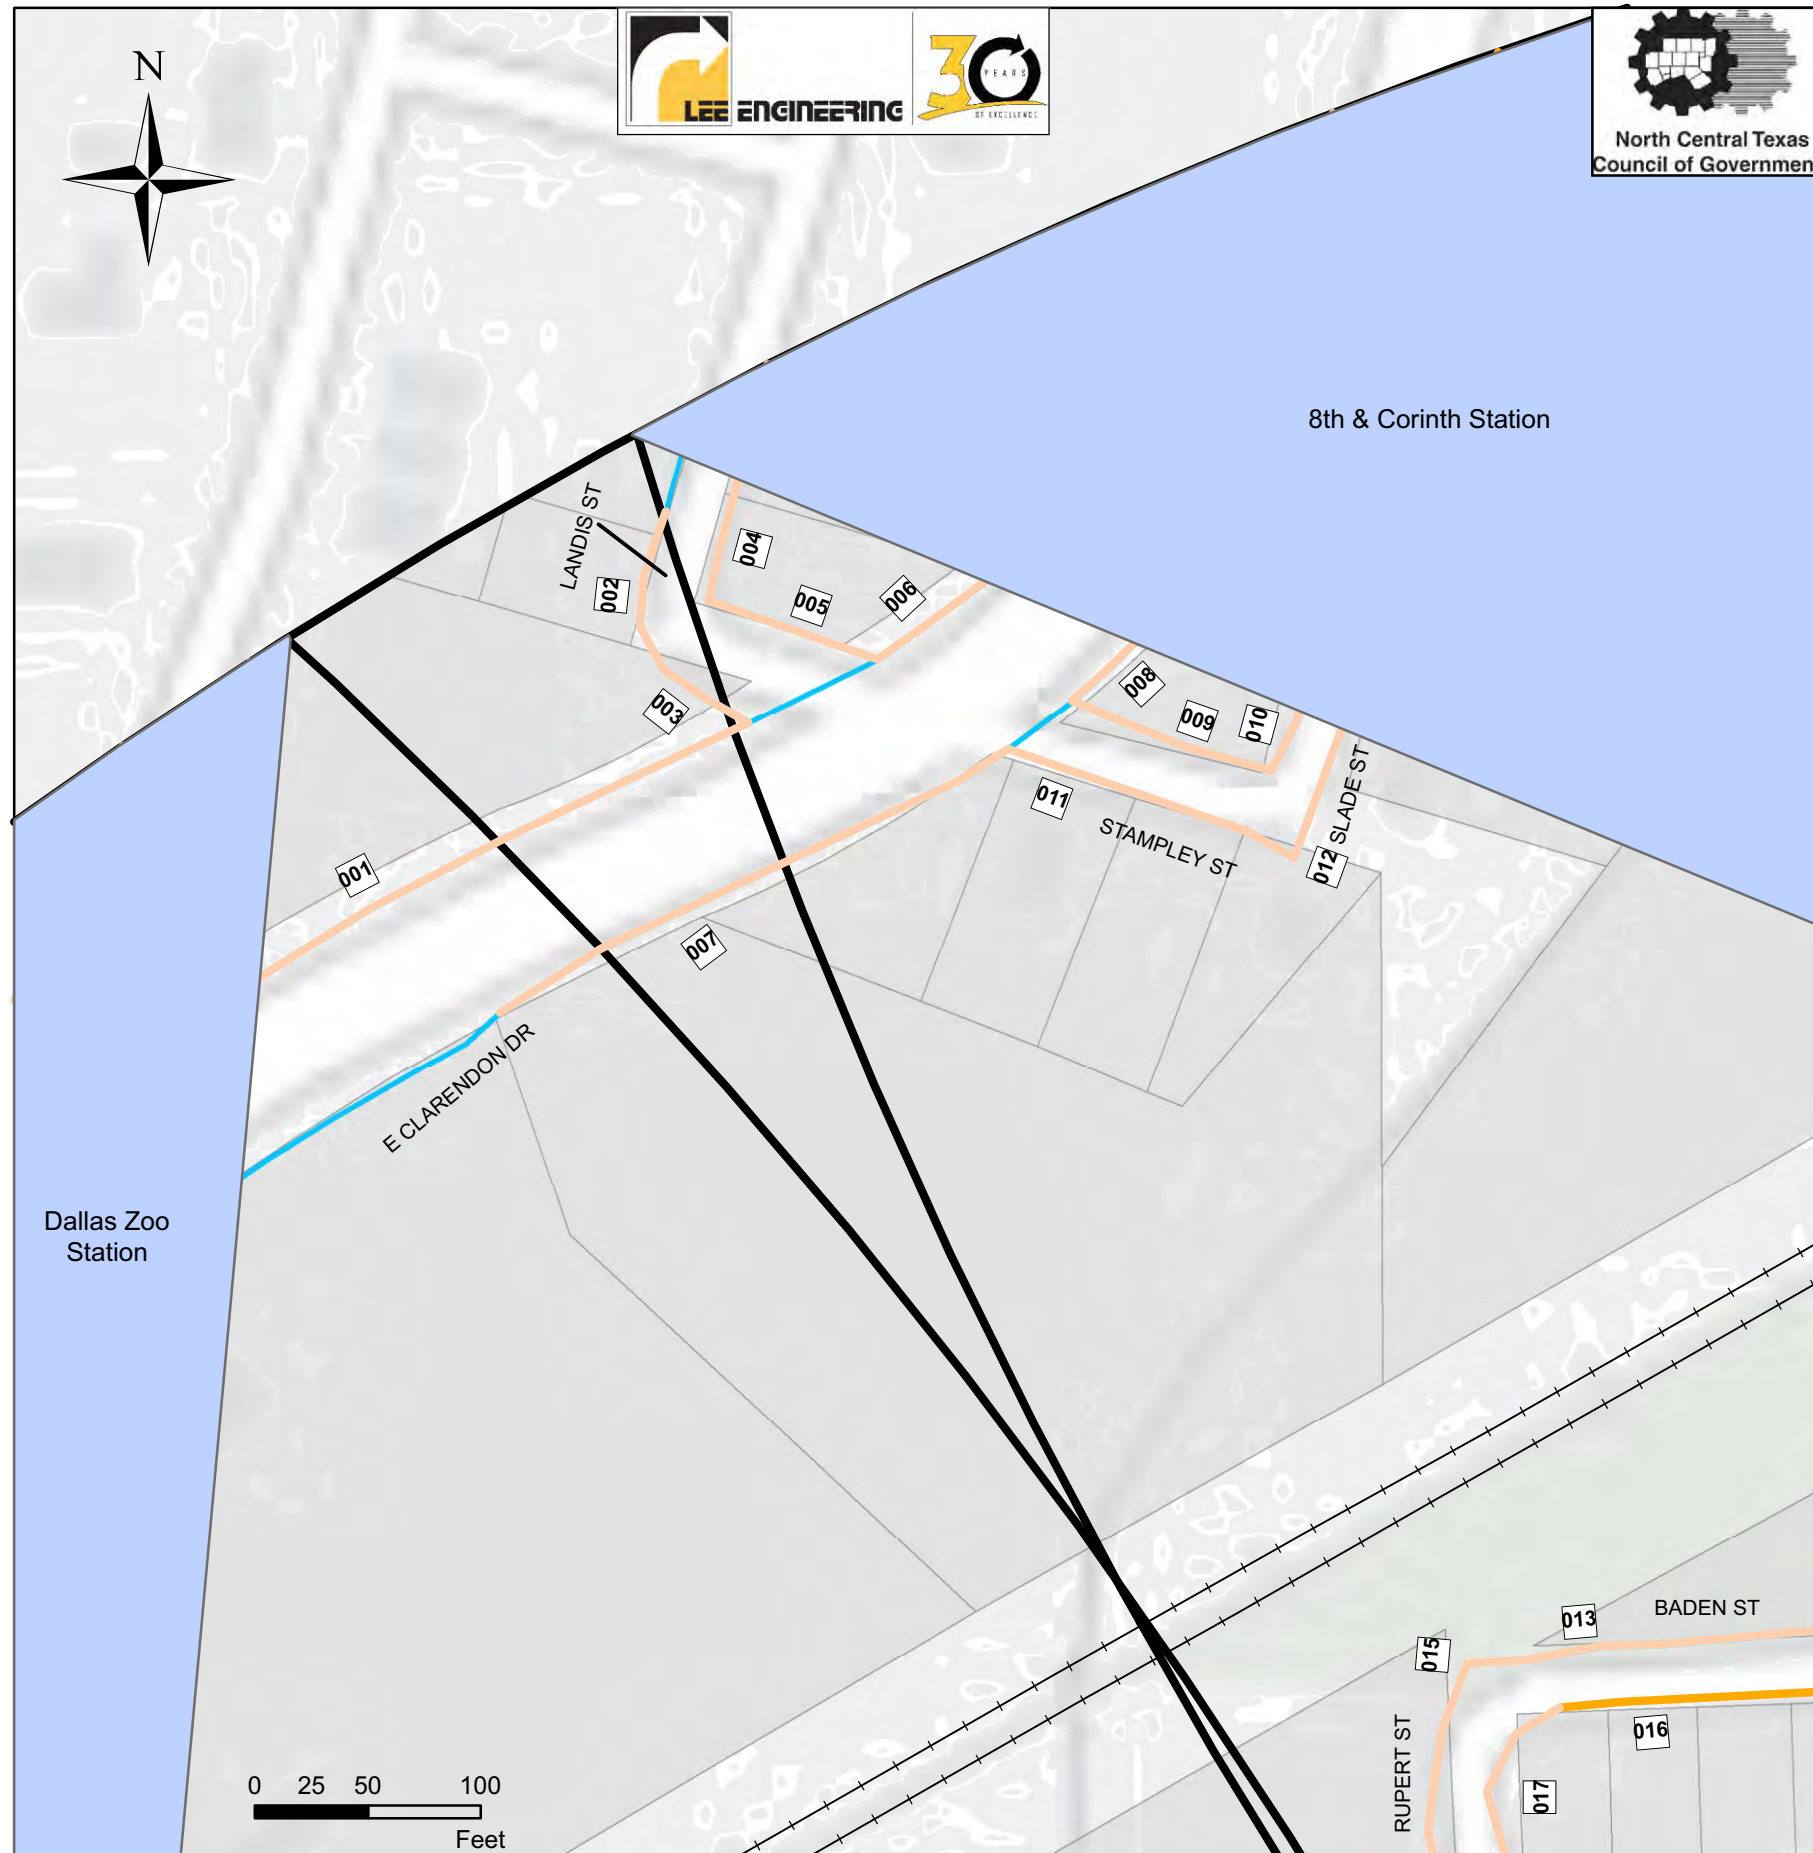 N
LEE ENGINEERING
30
YEARS
OF EXCELLENCE
North Central Texas
Council of Governmen
8th & Corinth Station
LANDIS ST
002
004
005
006
003
008
009
010
001
011
STAMPLEY ST
012
SLADE ST
007
E CLARENDON DR
Dallas Zoo
Station
013
BADEN ST
015
016
RUPERT ST
017
0 25 50 100
Feet